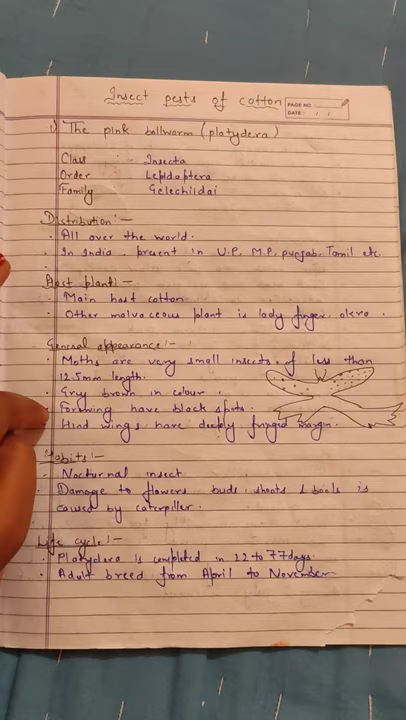 Insect pests of cotton
PAGE NO.
DATE: / /
1) The pink bollworm (platydera)
Class : Insecta
Order : Lepidaptera
Family Gelechildai
Distribution:-
· All over the world.
· In India present in U.P, M.P, punjab, Tamil etc.
Host plant:-
· Main host cotton
· Other malvaceous plant is lady finger, okro.
General appearance:-
· Moths are very small insects of less than
12.5mm length.
· Grey brown in colour.
· Forewing have black spots.
· Hind wings have deeply fringed margin.
Habits:-
· Nocturnal insect
· Damage to flowers, buds, shoots & bools is
caused by caterpiller.
Life cycle:-
· Platydera is completed in 22 to 77 days.
· Adult breed from April to November